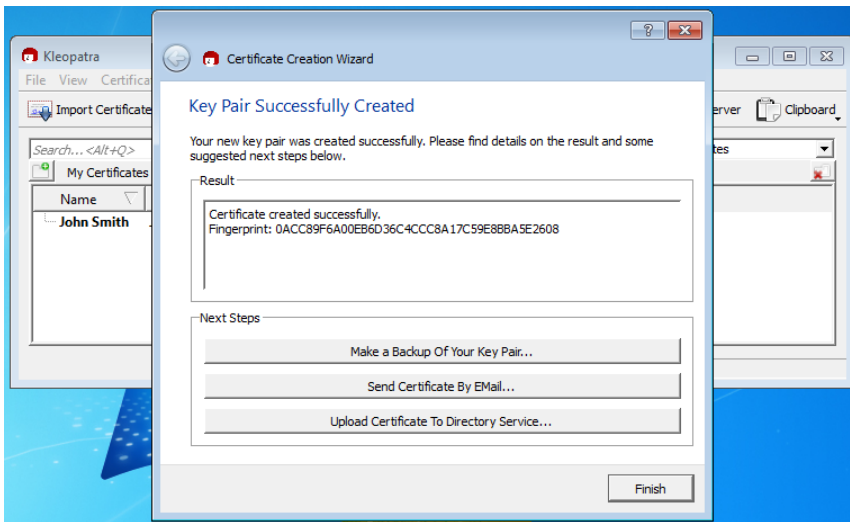 Kleopatra
File View Certifica
Import Certificate
erver
Clipboard
Search...<Alt+Q>
tes
My Certificates
Name
John Smith
?
Certificate Creation Wizard
Key Pair Successfully Created
Your new key pair was created successfully. Please find details on the result and some
suggested next steps below.
Result
Certificate created successfully.
Fingerprint: 0ACC89F6A00EB6D36C4CCC8A17C59E8BBA5E2608
Next Steps
Make a Backup Of Your Key Pair...
Send Certificate By EMail...
Upload Certificate To Directory Service...
Finish